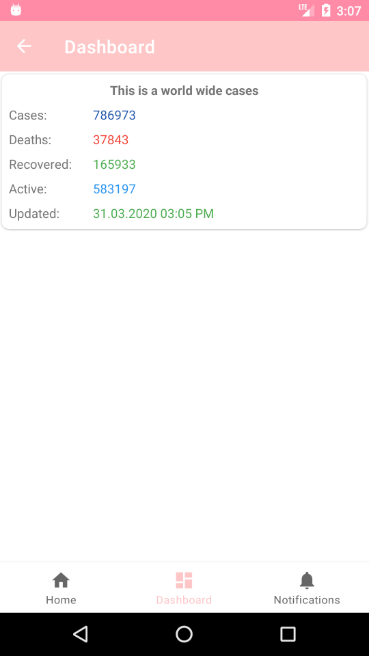 LTE 3:07
Dashboard
This is a world wide cases
Cases: 786973
Deaths: 37843
Recovered: 165933
Active: 583197
Updated: 31.03.2020 03:05 PM
Home Dashboard Notifications